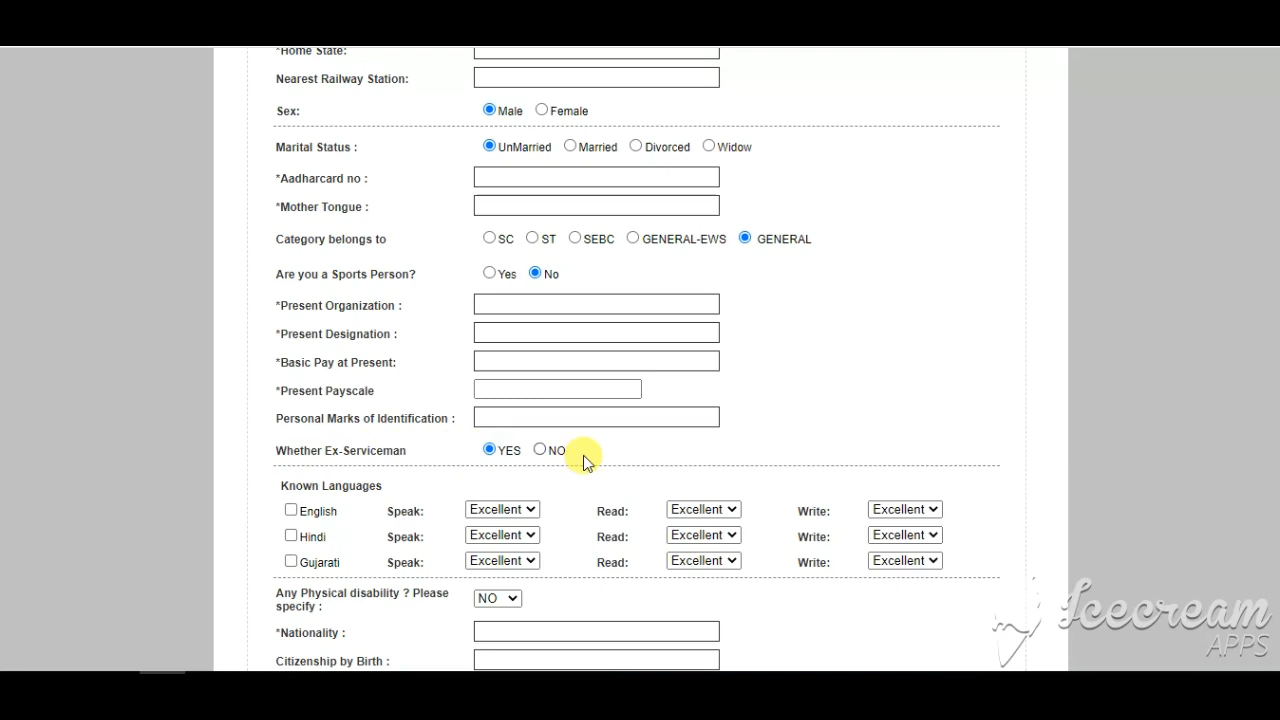 *Home State:
Nearest Railway Station:
Sex: Male Female
Marital Status : UnMarried Married Divorced Widow
*Aadharcard no :
*Mother Tongue :
Category belongs to SC ST SEBC GENERAL-EWS GENERAL
Are you a Sports Person? Yes No
*Present Organization :
*Present Designation :
*Basic Pay at Present:
*Present Payscale
Personal Marks of Identification :
Whether Ex-Serviceman YES NO
Known Languages
English Speak: Excellent Read: Excellent Write: Excellent
Hindi Speak: Excellent Read: Excellent Write: Excellent
Gujarati Speak: Excellent Read: Excellent Write: Excellent
Any Physical disability ? Please
specify : NO
*Nationality :
Citizenship by Birth :
Icecream
APPS